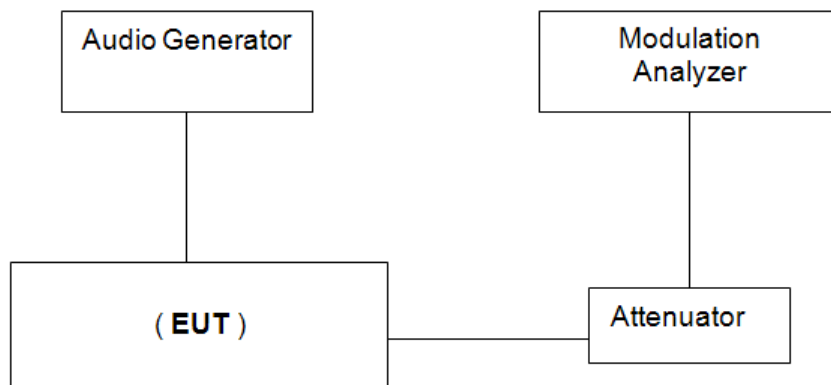 Audio Generator
Modulation
Analyzer
( EUT )
Attenuator